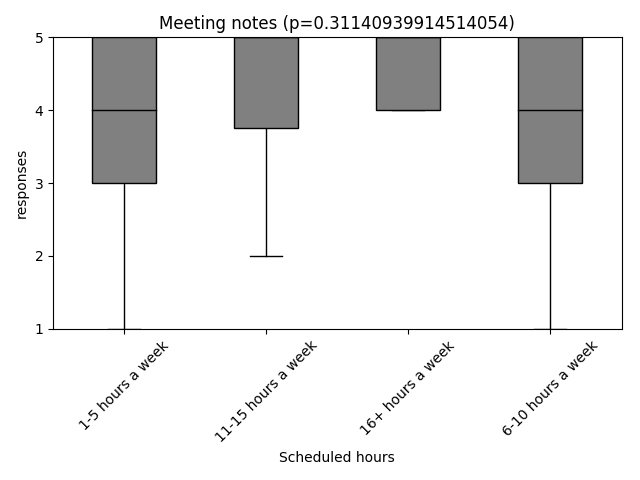 Meeting notes (p=0.31140939914514054)
5
4
3
2
1
responses
1-5 hours a week
11-15 hours a week
16+ hours a week
6-10 hours a week
Scheduled hours